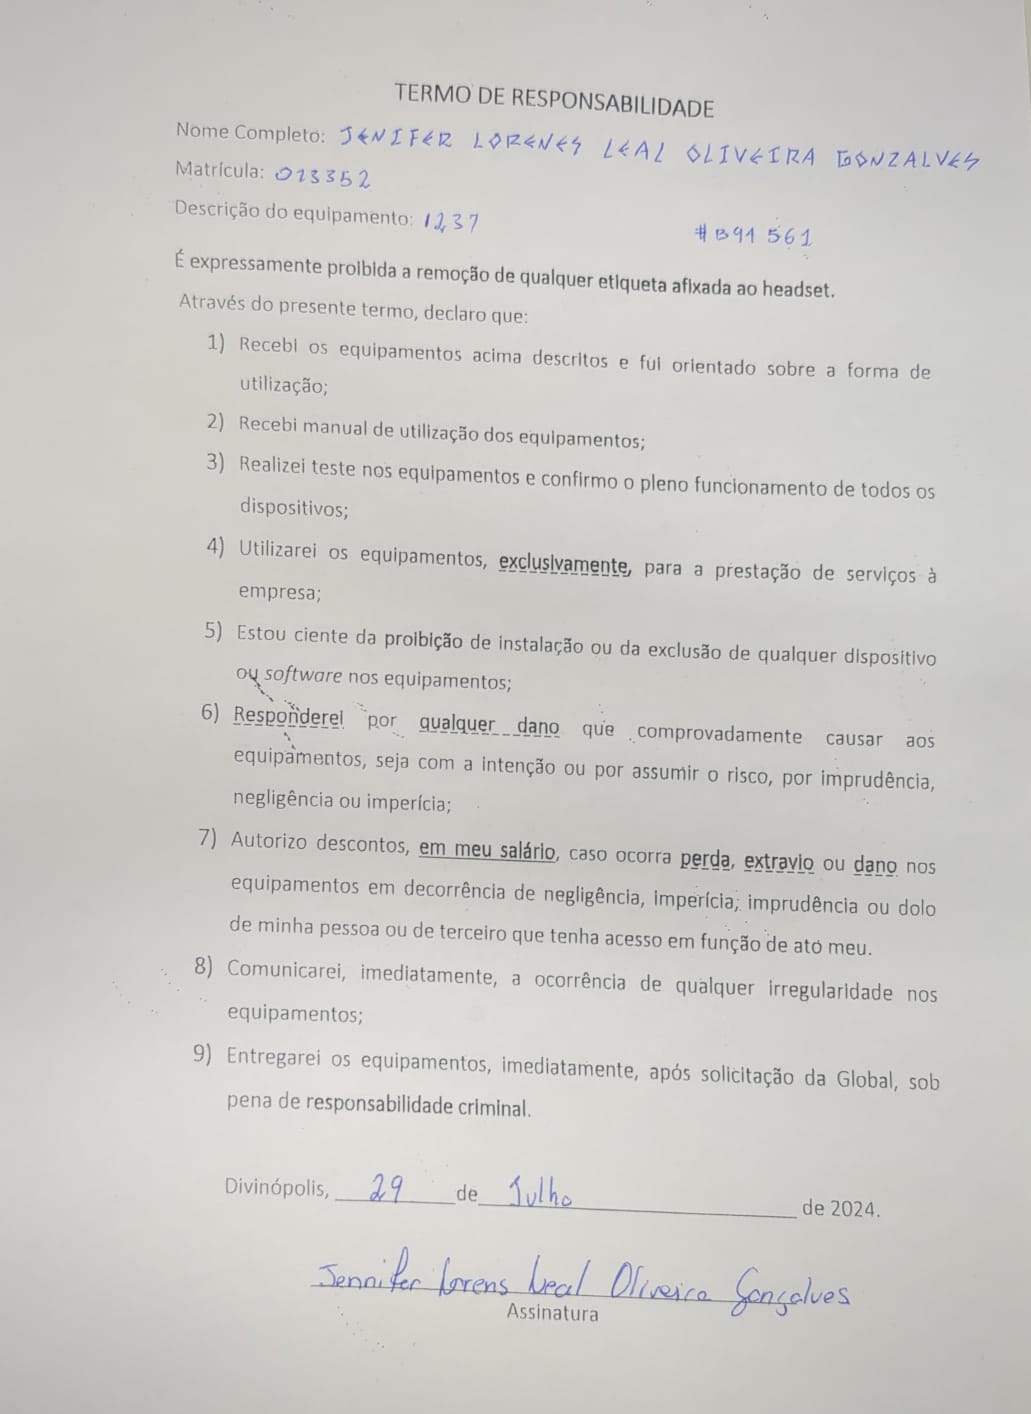 TERMO DE RESPONSABILIDADE
Nome Completo: JENIFER LORENES LEAL OLIVEIRA GONZALVES
Matrícula: 013352
Descrição do equipamento: 1237 #B91561
É expressamente proibida a remoção de qualquer etiqueta afixada ao headset.
Através do presente termo, declaro que:
1) Recebi os equipamentos acima descritos e fui orientado sobre a forma de
utilização;
2) Recebi manual de utilização dos equipamentos;
3) Realizei teste nos equipamentos e confirmo o pleno funcionamento de todos os
dispositivos;
4) Utilizarei os equipamentos, exclusivamente, para a prestação de serviços à
empresa;
5) Estou ciente da proibição de instalação ou da exclusão de qualquer dispositivo
ou software nos equipamentos;
6) Responderei por qualquer dano que comprovadamente causar aos
equipamentos, seja com a intenção ou por assumir o risco, por imprudência,
negligência ou imperícia;
7) Autorizo descontos, em meu salário, caso ocorra perda, extravio ou dano nos
equipamentos em decorrência de negligência, imperícia, imprudência ou dolo
de minha pessoa ou de terceiro que tenha acesso em função de ato meu.
8) Comunicarei, imediatamente, a ocorrência de qualquer irregularidade nos
equipamentos;
9) Entregarei os equipamentos, imediatamente, após solicitação da Global, sob
pena de responsabilidade criminal.
Divinópolis, 29 de Julho de 2024.
Jennifer Lorens Leal Oliveira Gonçalves
Assinatura